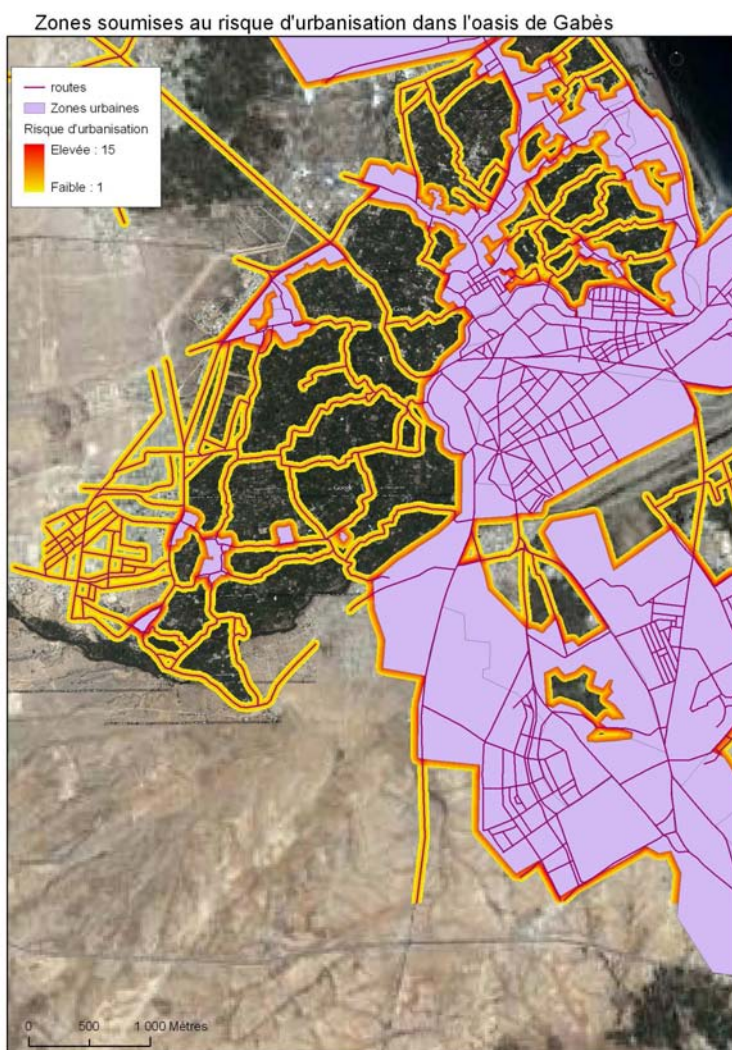 Zones soumises au risque d'urbanisation dans l'oasis de Gabès
routes
Zones urbaines
Risque d'urbanisation
Elevée : 15
Faible : 1
0 500 1 000 Mètres